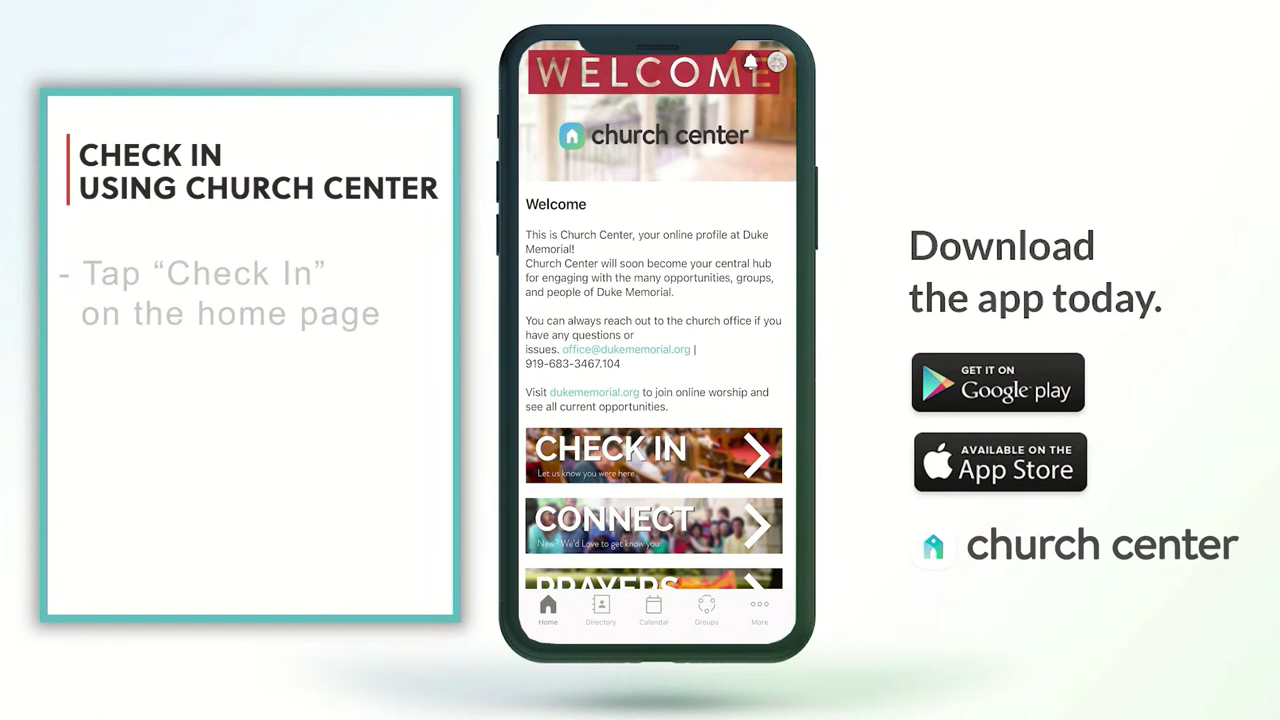 CHECK IN
USING CHURCH CENTER
- Tap “Check In”
on the home page
WELCOME
church center
Welcome
This is Church Center, your online profile at Duke
Memorial!
Church Center will soon become your central hub
for engaging with the many opportunities, groups,
and people of Duke Memorial.
You can always reach out to the church office if you
have any questions or
issues. office@dukememorial.org |
919-683-3467.104
Visit dukememorial.org to join online worship and
see all current opportunities.
CHECK IN
Let us know you were here
CONNECT
New? We'd Love to get know you
PRAYERS
Home
Directory
Calendar
Groups
More
Download
the app today.
GET IT ON
Google play
AVAILABLE ON THE
App Store
church center